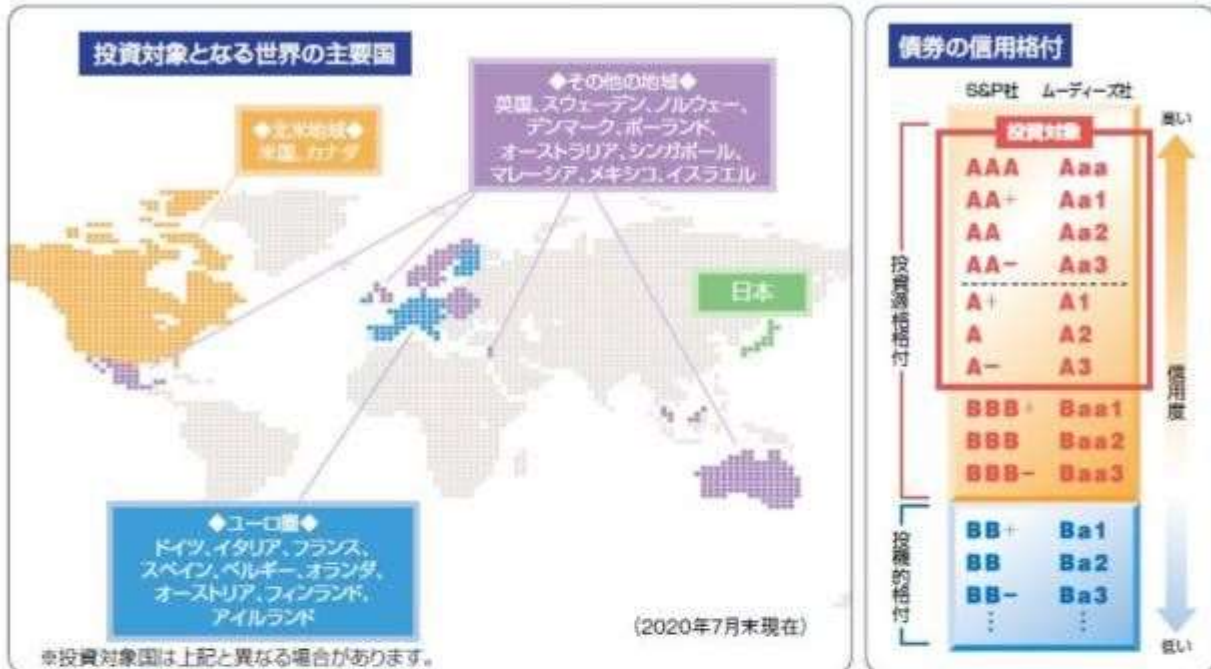 投資対象となる世界の主要国
◆北米地域◆
米国、カナダ
◆その他の地域◆
英国、スウェーデン、ノルウェー、
デンマーク、ポーランド、
オーストラリア、シンガポール、
マレーシア、メキシコ、イスラエル
日本
◆ユーロ圏◆
ドイツ、イタリア、フランス、
スペイン、ベルギー、オランダ、
オーストリア、フィンランド、
アイルランド
(2020年7月末現在)
※投資対象国は上記と異なる場合があります。
債券の信用格付
S&P社 ムーディーズ社
高い
投資対象
AAA Aaa
AA+ Aa1
AA Aa2
AA- Aa3
A+ A1
A A2
A- A3
BBB+ Baa1
BBB Baa2
BBB- Baa3
BB+ Ba1
BB Ba2
BB- Ba3
⋮ ⋮
投資適格格付
投機的格付
信用度
低い